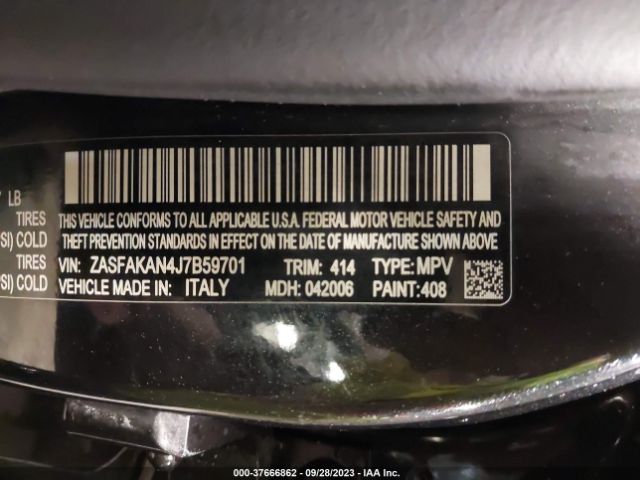 LB
TIRES
THIS VEHICLE CONFORMS TO ALL APPLICABLE U.S.A. FEDERAL MOTOR VEHICLE SAFETY AND
SI) COLD
THEFT PREVENTION STANDARDS IN EFFECT ON THE DATE OF MANUFACTURE SHOWN ABOVE
TIRES
VIN: ZASFAKAN4J7B59701 TRIM: 414 TYPE: MPV
PSI) COLD
VEHICLE MADE IN: ITALY MDH: 042006 PAINT: 408
000-37666862 / 09/28/2023 / IAA Inc.